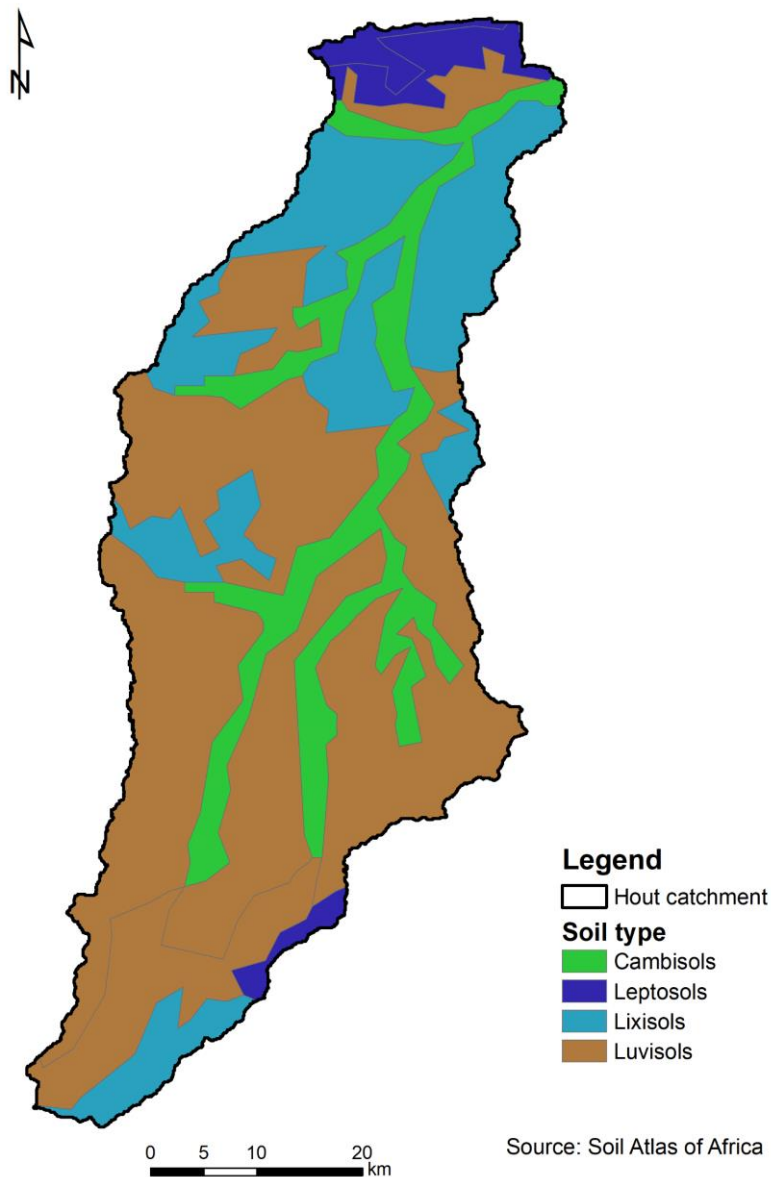 N
Legend
Hout catchment
Soil type
Cambisols
Leptosols
Lixisols
Luvisols
0 5 10 20
km
Source: Soil Atlas of Africa